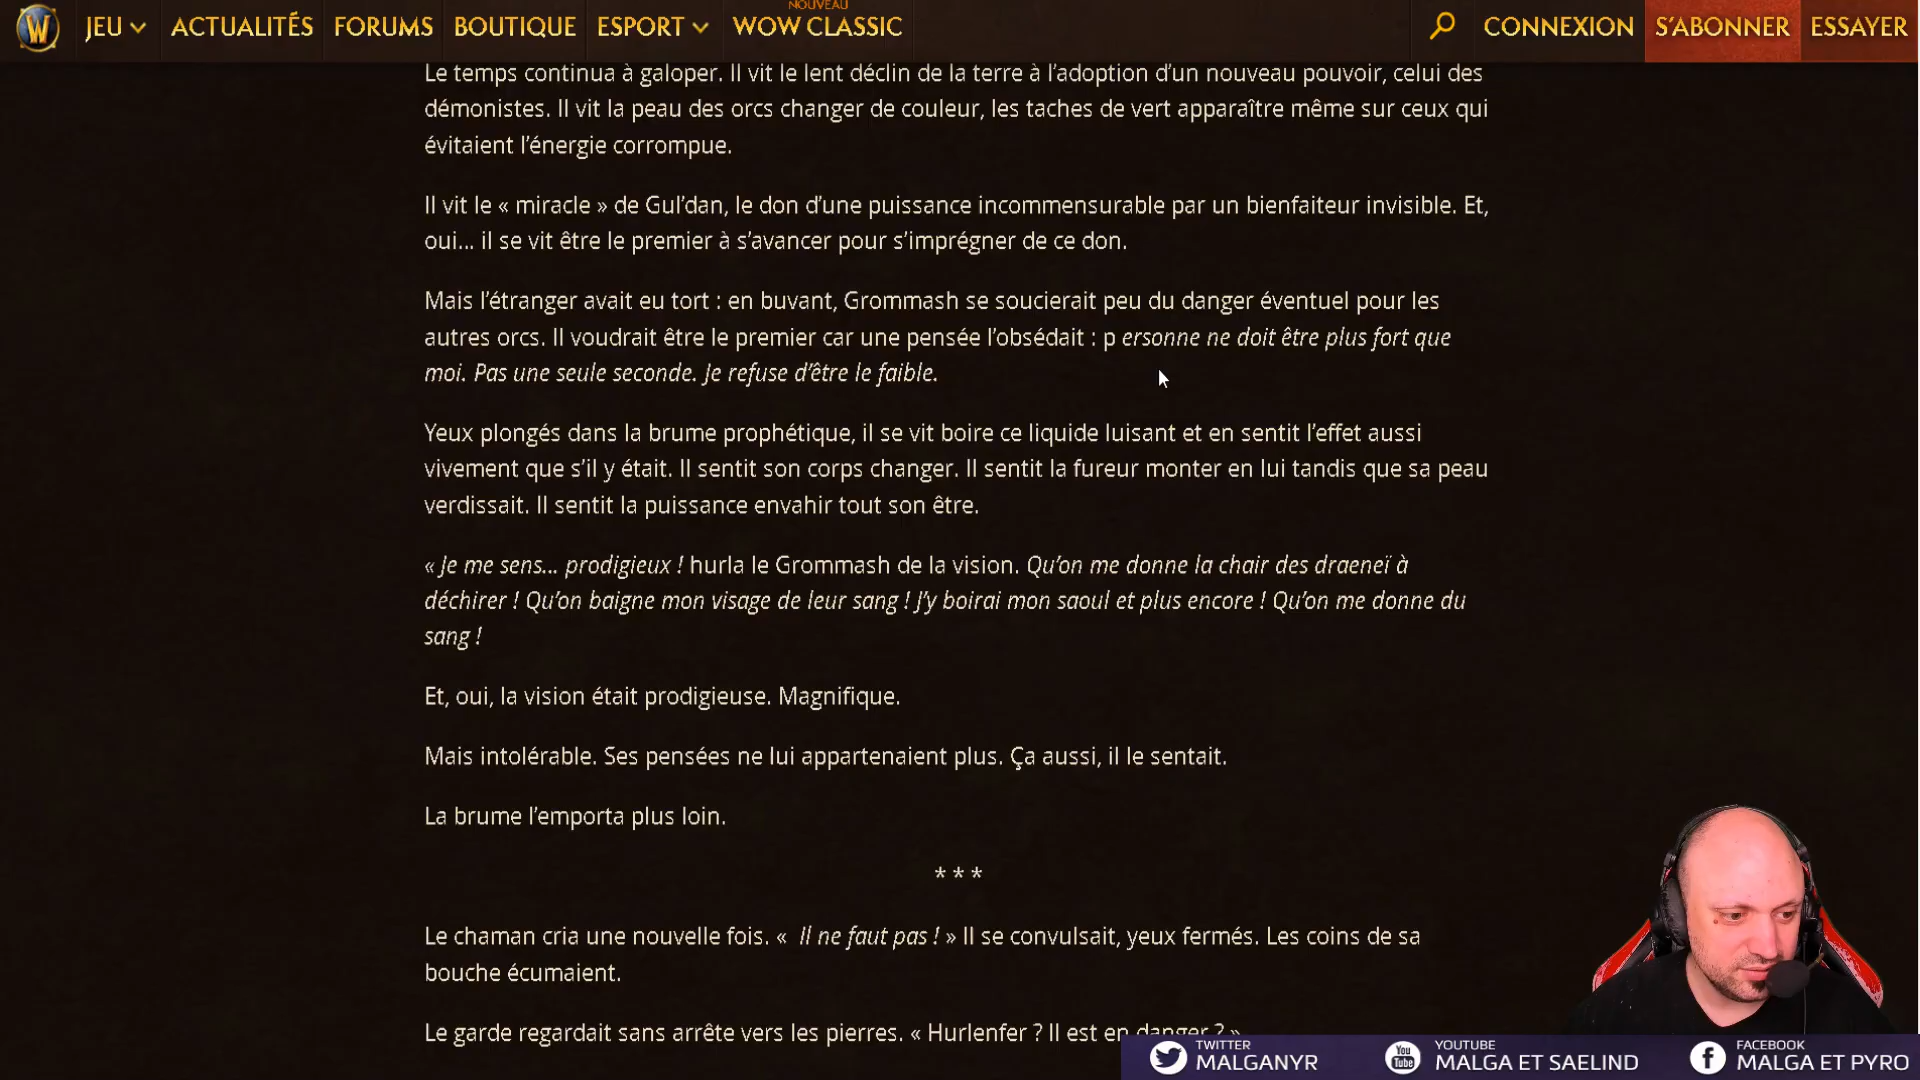 NOUVEAU
JEU ACTUALITÉS FORUMS BOUTIQUE ESPORT WOW CLASSIC CONNEXION S'ABONNER ESSAYER
Le temps continua à galoper. Il vit le lent déclin de la terre à l’adoption d’un nouveau pouvoir, celui des
démonistes. Il vit la peau des orcs changer de couleur, les taches de vert apparaître même sur ceux qui
évitaient l’énergie corrompue.
Il vit le « miracle » de Gul’dan, le don d’une puissance incommensurable par un bienfaiteur invisible. Et,
oui... il se vit être le premier à s’avancer pour s’imprégner de ce don.
Mais l’étranger avait eu tort : en buvant, Grommash se soucierait peu du danger éventuel pour les
autres orcs. Il voudrait être le premier car une pensée l’obsédait : p ersonne ne doit être plus fort que
moi. Pas une seule seconde. Je refuse d’être le faible.
Yeux plongés dans la brume prophétique, il se vit boire ce liquide luisant et en sentit l’effet aussi
vivement que s’il y était. Il sentit son corps changer. Il sentit la fureur monter en lui tandis que sa peau
verdissait. Il sentit la puissance envahir tout son être.
« Je me sens... prodigieux ! hurla le Grommash de la vision. Qu’on me donne la chair des draeneï à
déchirer ! Qu’on baigne mon visage de leur sang ! J’y boirai mon saoul et plus encore ! Qu’on me donne du
sang !
Et, oui, la vision était prodigieuse. Magnifique.
Mais intolérable. Ses pensées ne lui appartenaient plus. Ça aussi, il le sentait.
La brume l’emporta plus loin.
* * *
Le chaman cria une nouvelle fois. « Il ne faut pas ! » Il se convulsait, yeux fermés. Les coins de sa
bouche écumaient.
Le garde regardait sans arrête vers les pierres. « Hurlenfer ? Il est en danger ? »
TWITTER YOUTUBE FACEBOOK
MALGANYR MALGA ET SAELIND MALGA ET PYRO